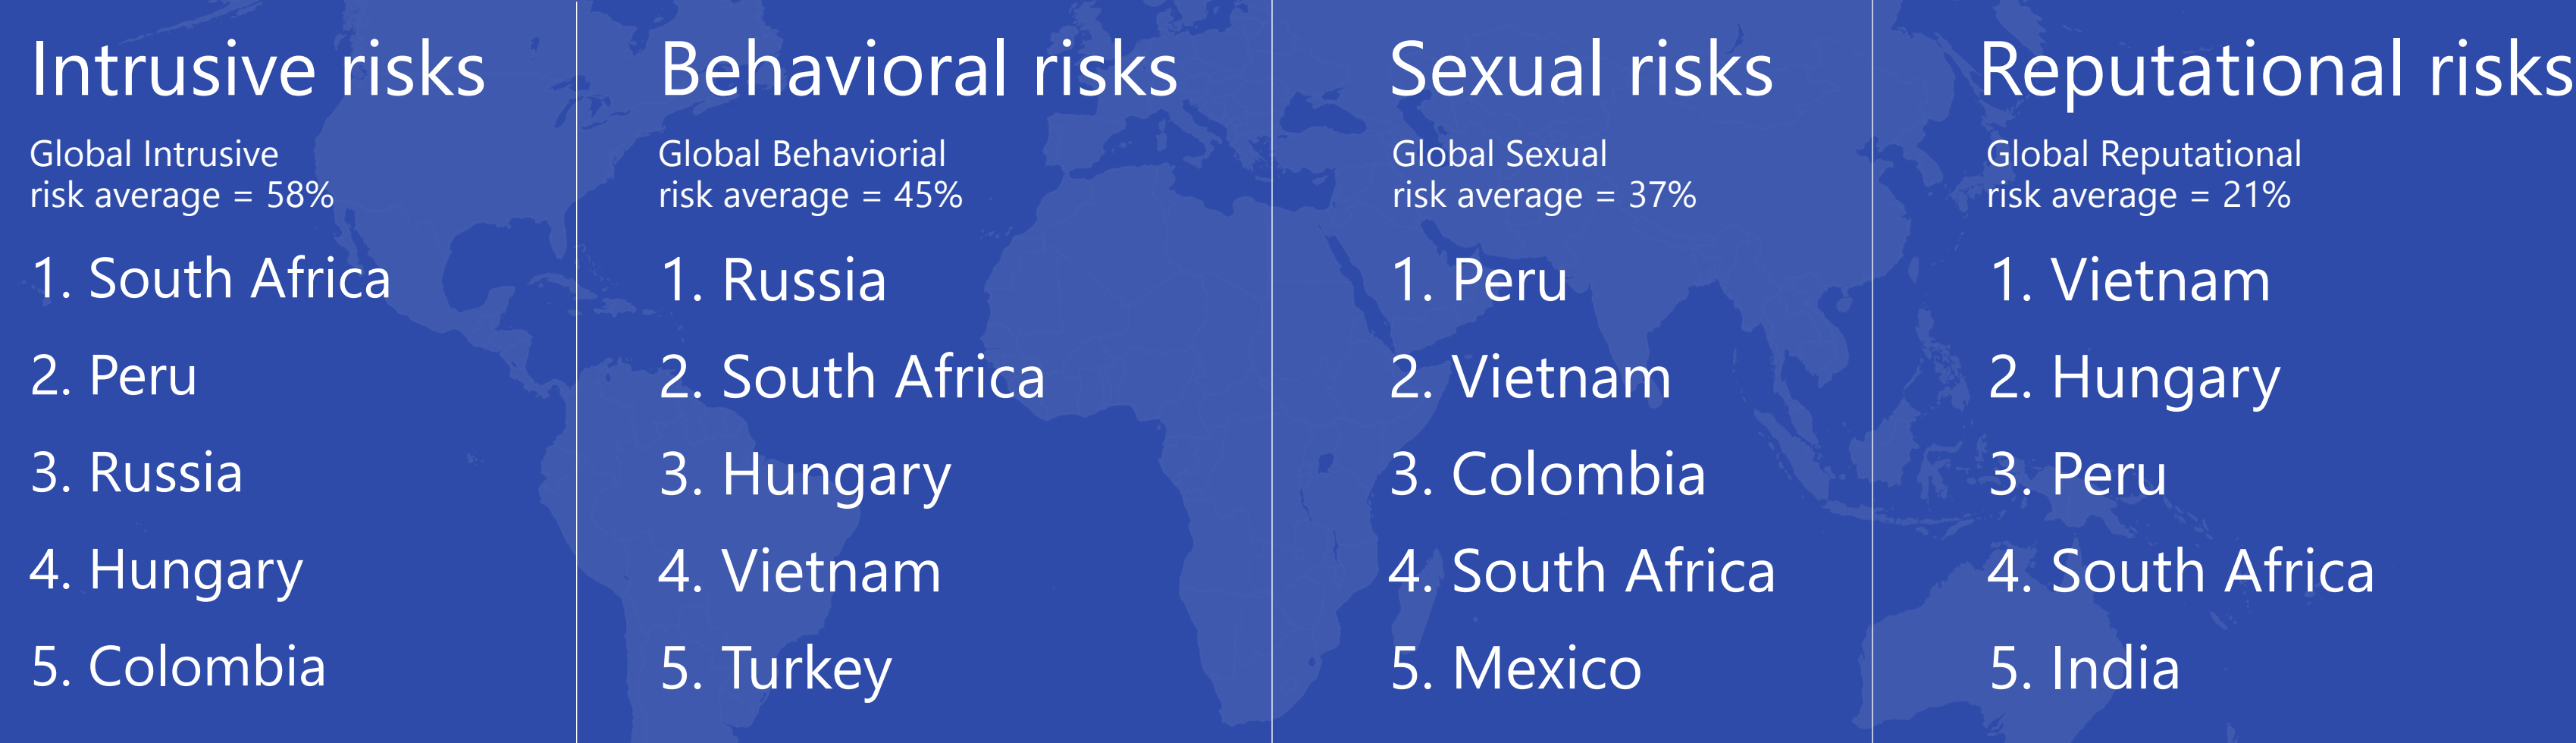 Intrusive risks
Global Intrusive
risk average = 58%
1. South Africa
2. Peru
3. Russia
4. Hungary
5. Colombia
Behavioral risks
Global Behaviorial
risk average = 45%
1. Russia
2. South Africa
3. Hungary
4. Vietnam
5. Turkey
Sexual risks
Global Sexual
risk average = 37%
1. Peru
2. Vietnam
3. Colombia
4. South Africa
5. Mexico
Reputational risks
Global Reputational
risk average = 21%
1. Vietnam
2. Hungary
3. Peru
4. South Africa
5. India